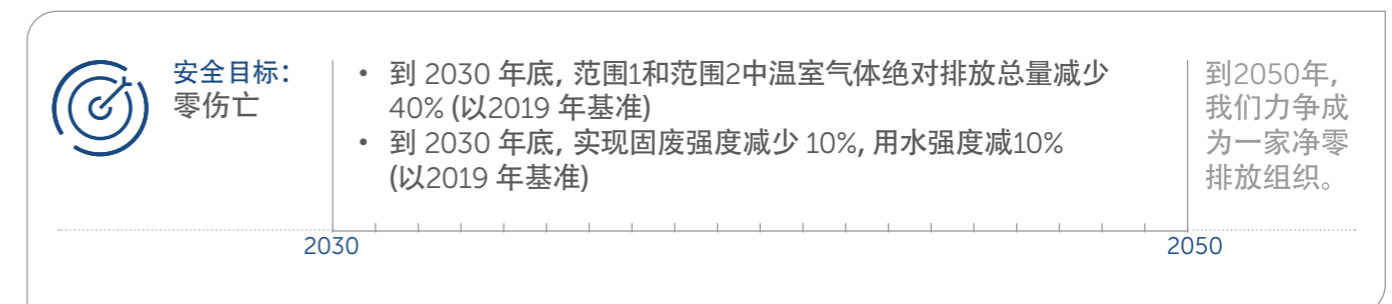 安全目标：
零伤亡
• 到 2030 年底, 范围1和范围2中温室气体绝对排放总量减少
40% (以2019 年基准)
• 到 2030 年底, 实现固废强度减少 10%, 用水强度减10%
(以2019 年基准)
到2050年,
我们力争成
为一家净零
排放组织。
2030
2050